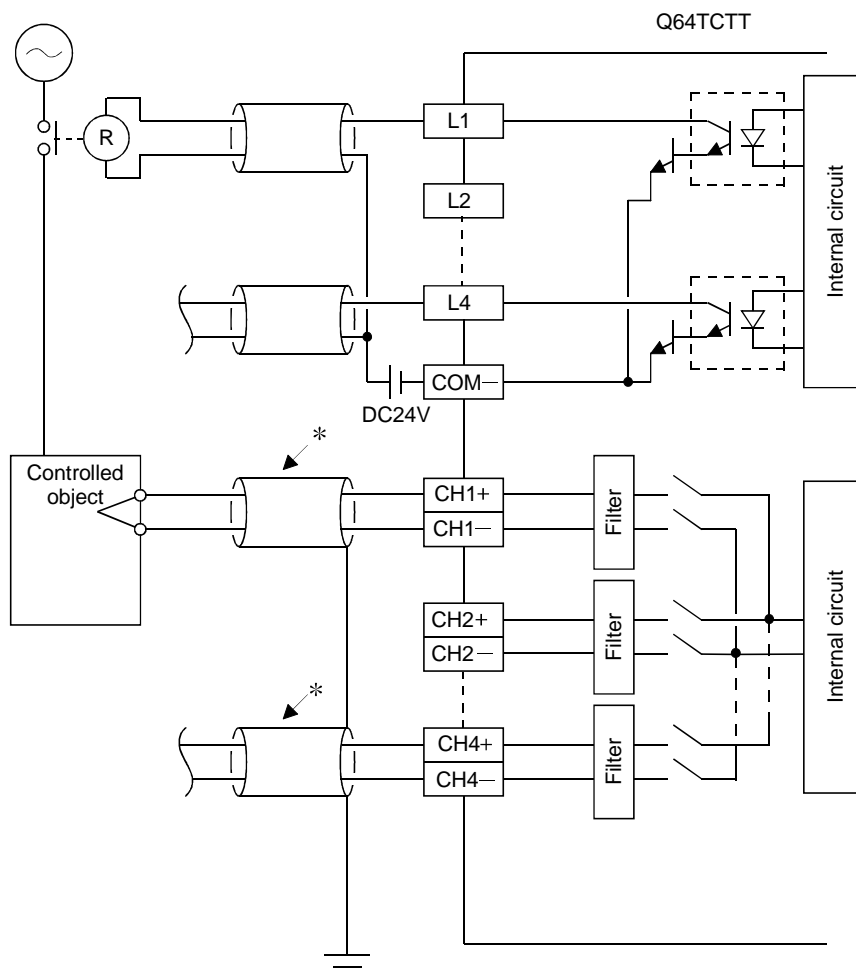 Q64TCTT
R
L1
L2
L4
COM—
DC24V
Internal circuit
*
Controlled
object
CH1+
CH1—
Filter
CH2+
CH2—
Filter
Internal circuit
*
CH4+
CH4—
Filter